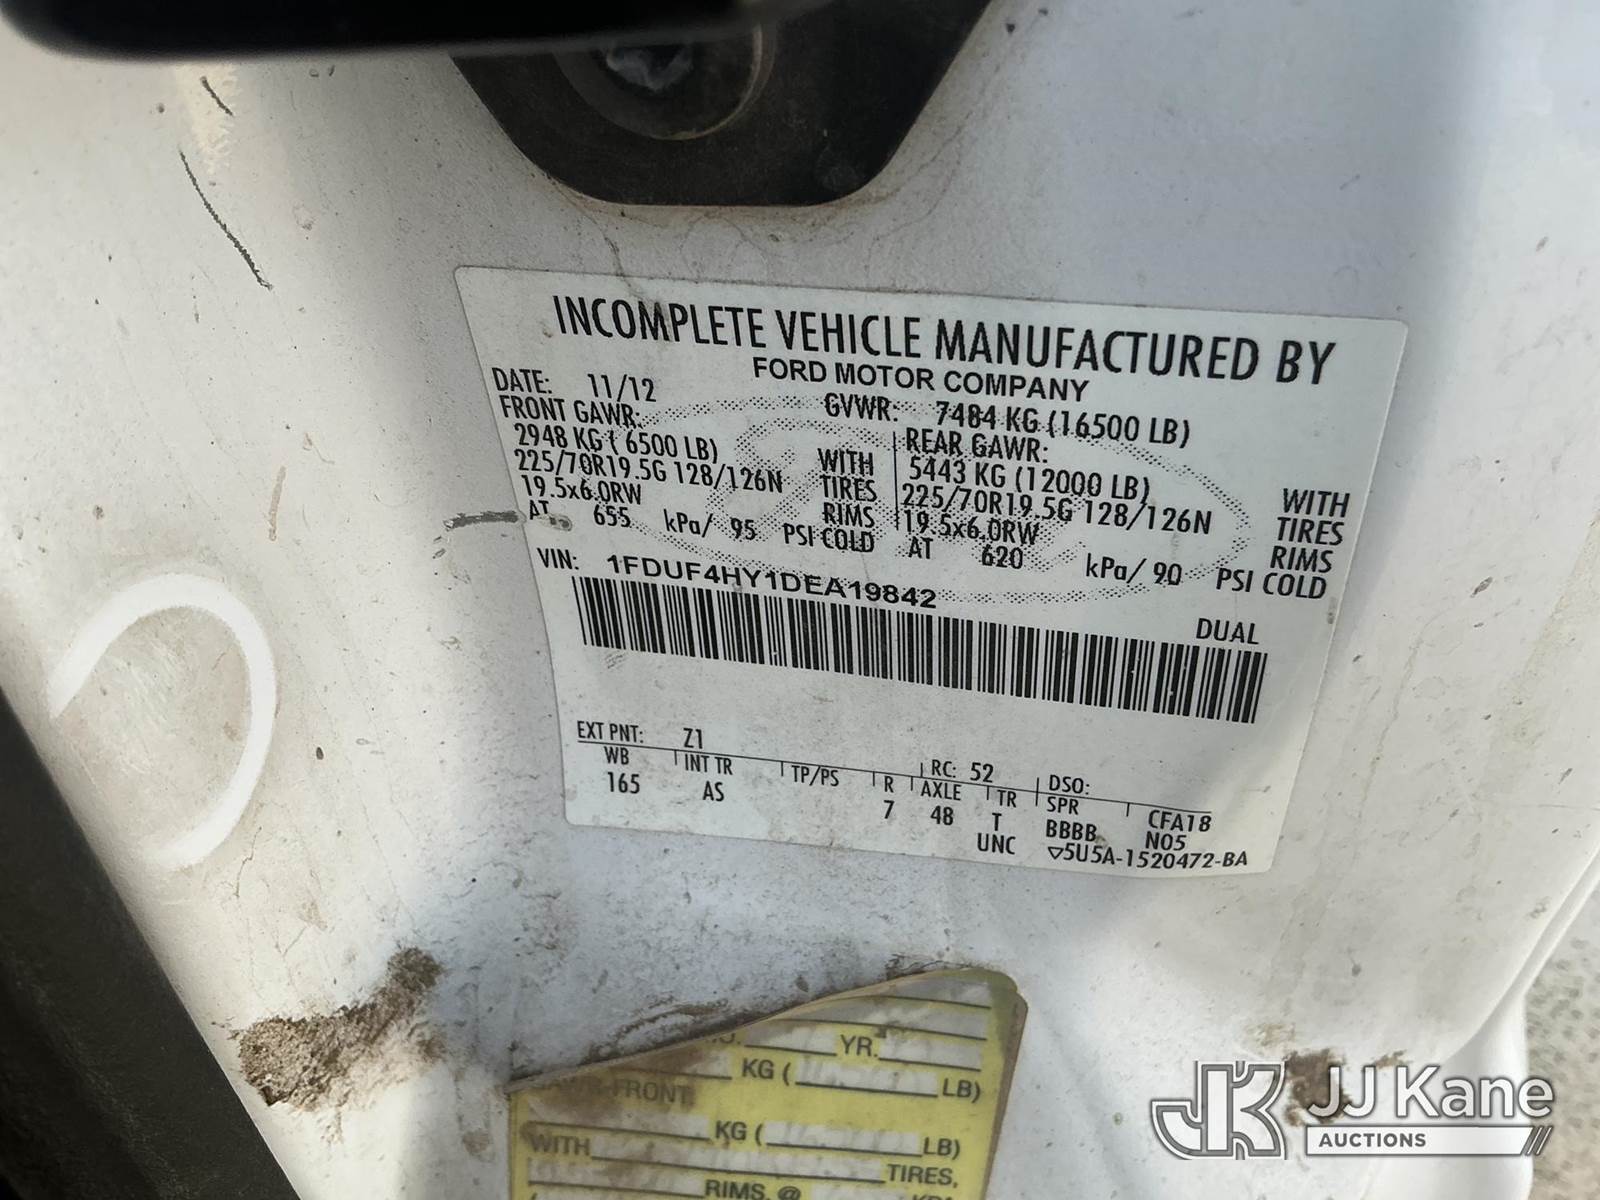 INCOMPLETE VEHICLE MANUFACTURED BY
FORD MOTOR COMPANY
DATE: 11/12 GVWR: 7484 KG (16500 LB)
FRONT GAWR: REAR GAWR:
2948 KG ( 6500 LB) WITH 5443 KG (12000 LB) WITH
225/70R19.5G 128/126N TIRES 225/70R19.5G 128/126N TIRES
19.5x6.0RW RIMS 19.5x6.0RW RIMS
AT 655 kPa/ 95 PSI COLD AT 620 kPa/ 90 PSI COLD
VIN: 1FDUF4HY1DEA19842
DUAL
EXT PNT: Z1 RC: 52 DSO:
WB INT TR TP/PS R AXLE TR SPR CFA18
165 AS 7 48 T BBBB N05
UNC ▽5U5A-1520472-BA
YR.
KG ( LB)
FRONT
KG ( LB)
WITH TIRES,
RIMS, @
JJ Kane
AUCTIONS